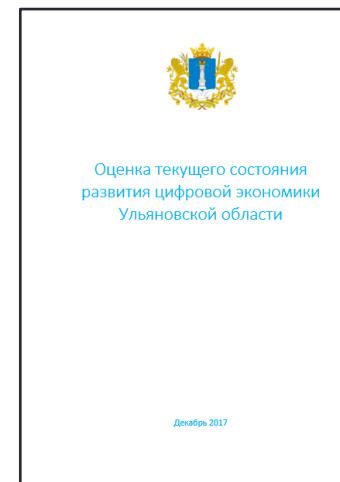 Оценка текущего состояния
развития цифровой экономики
Ульяновской области
Декабрь 2017